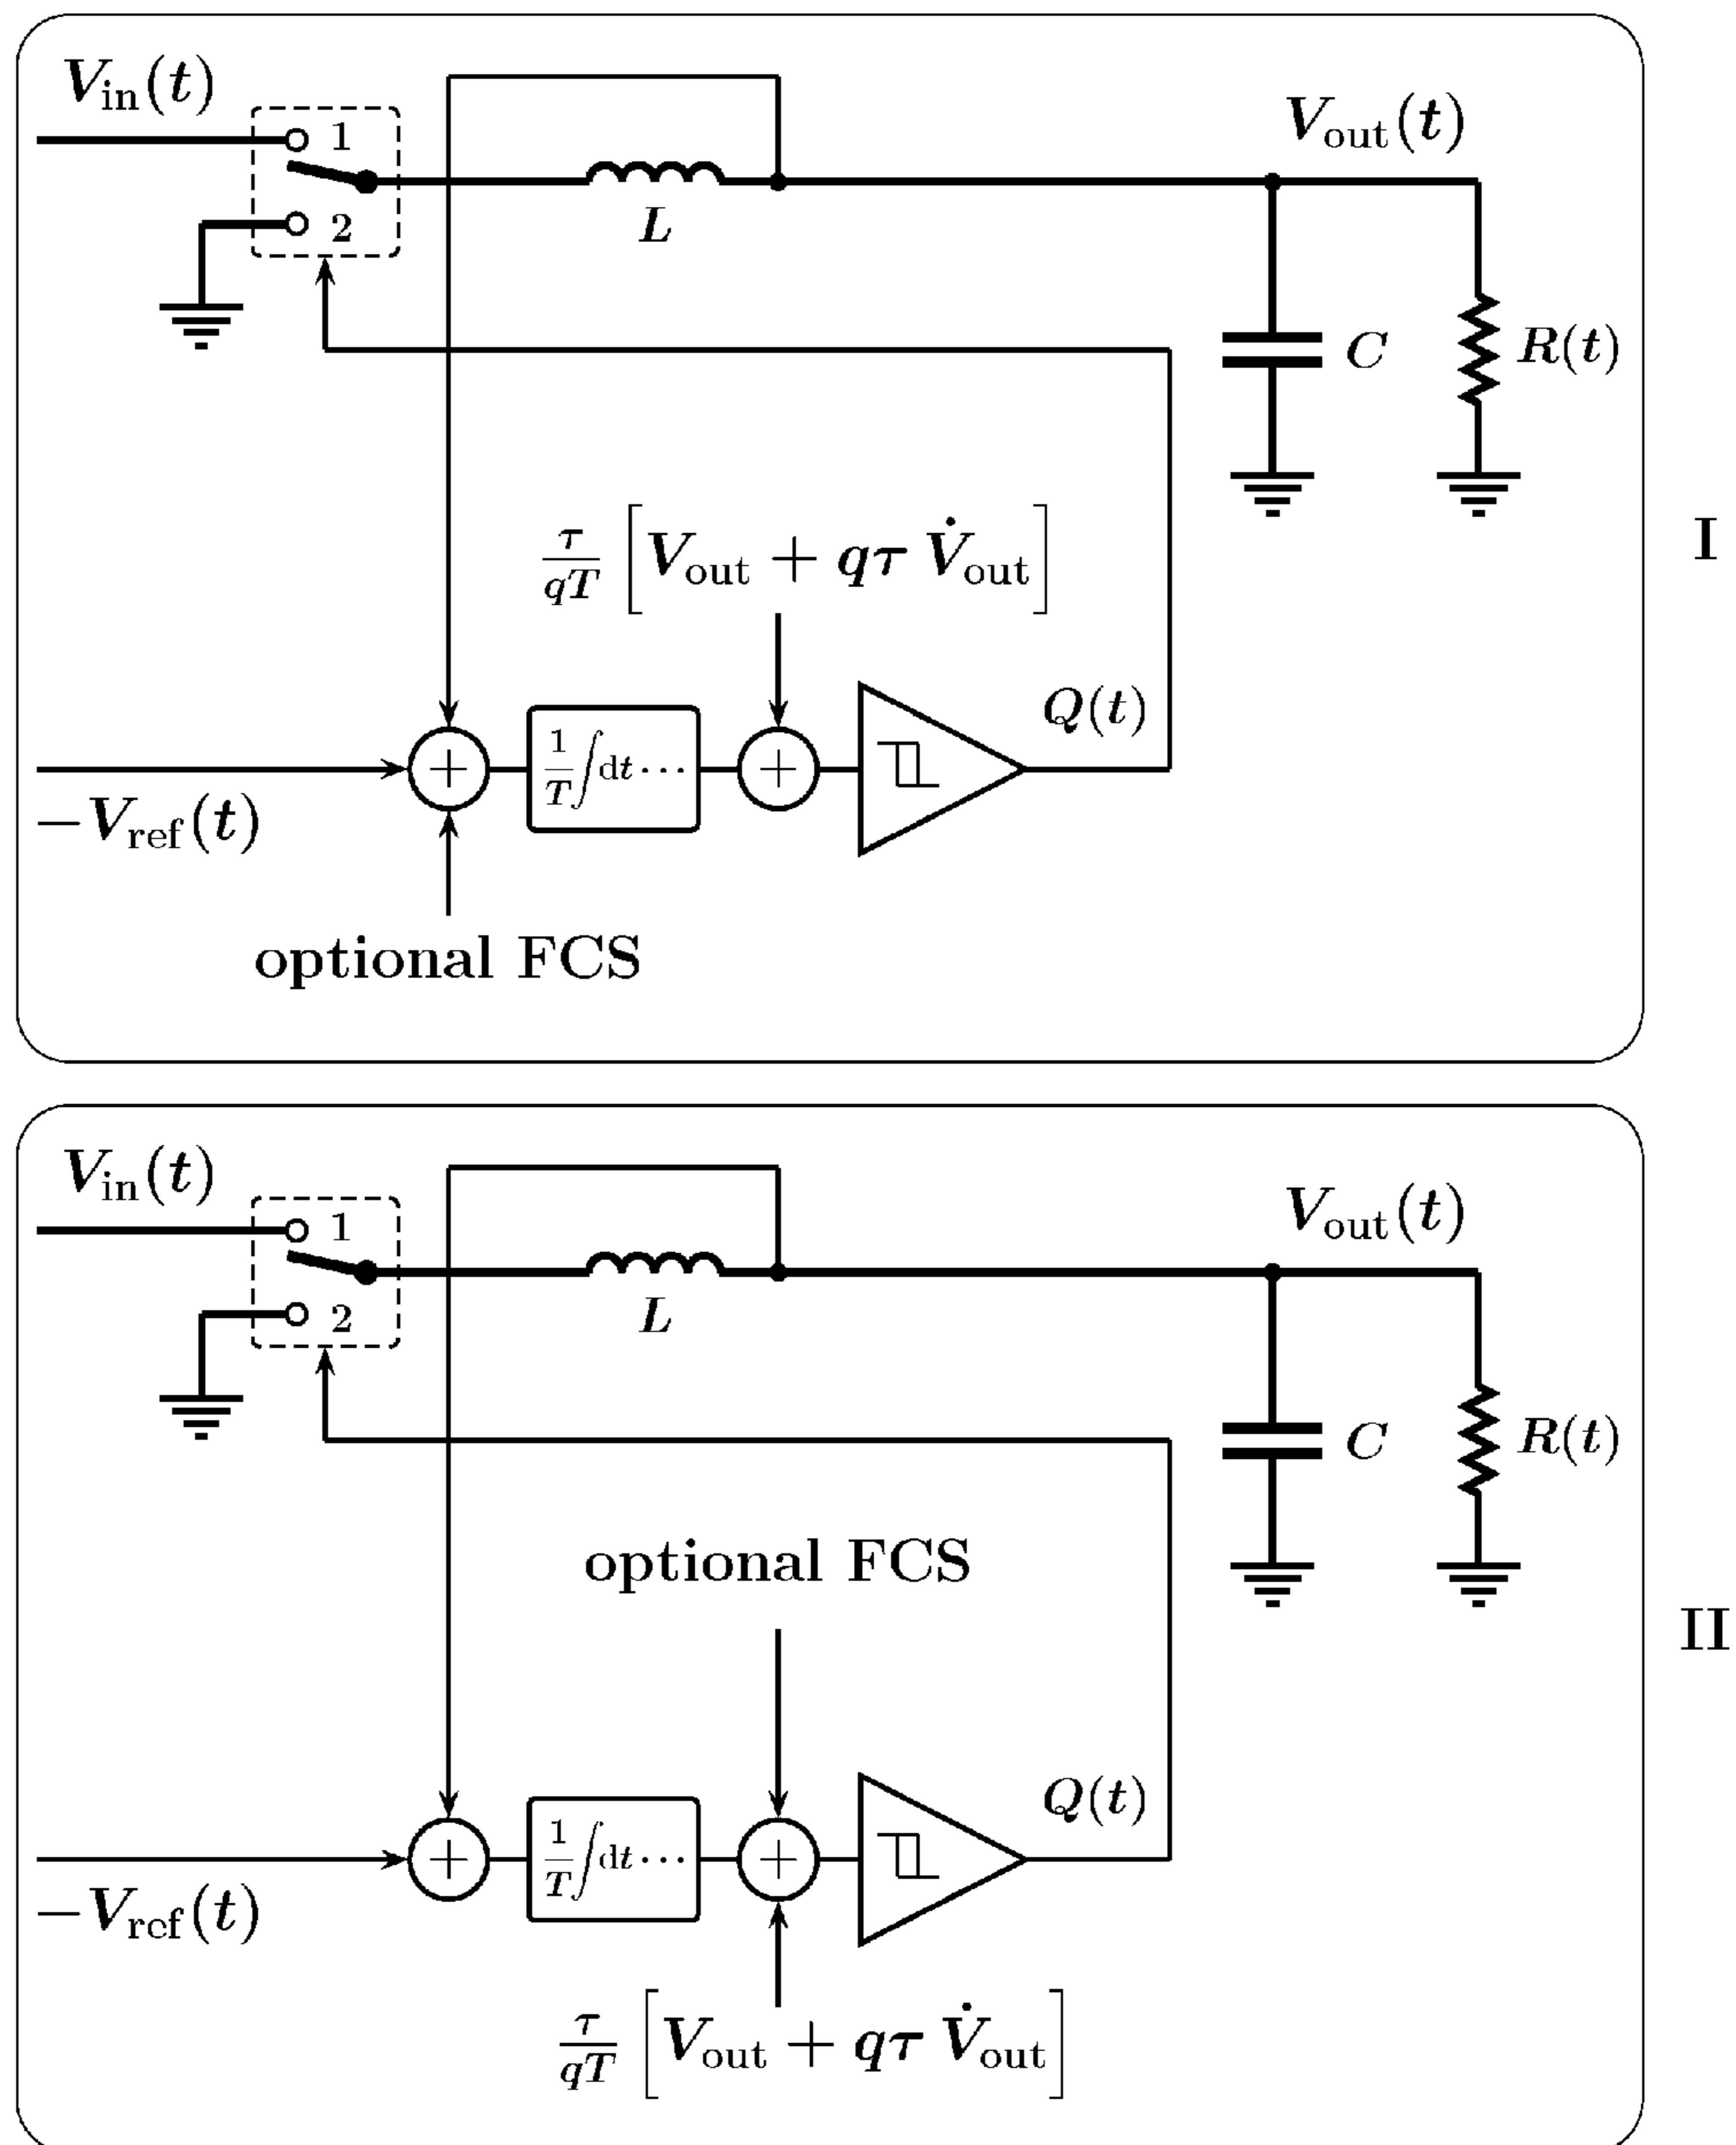 V_in(t)
1
V_out(t)
2
L
C
R(t)
τ/(qT) [V_out + qτ V̇_out]
I
Q(t)
1/T ∫dt ···
+
+
−V_ref(t)
optional FCS
V_in(t)
1
V_out(t)
2
L
C
R(t)
optional FCS
II
Q(t)
1/T ∫dt ···
+
+
−V_ref(t)
τ/(qT) [V_out + qτ V̇_out]